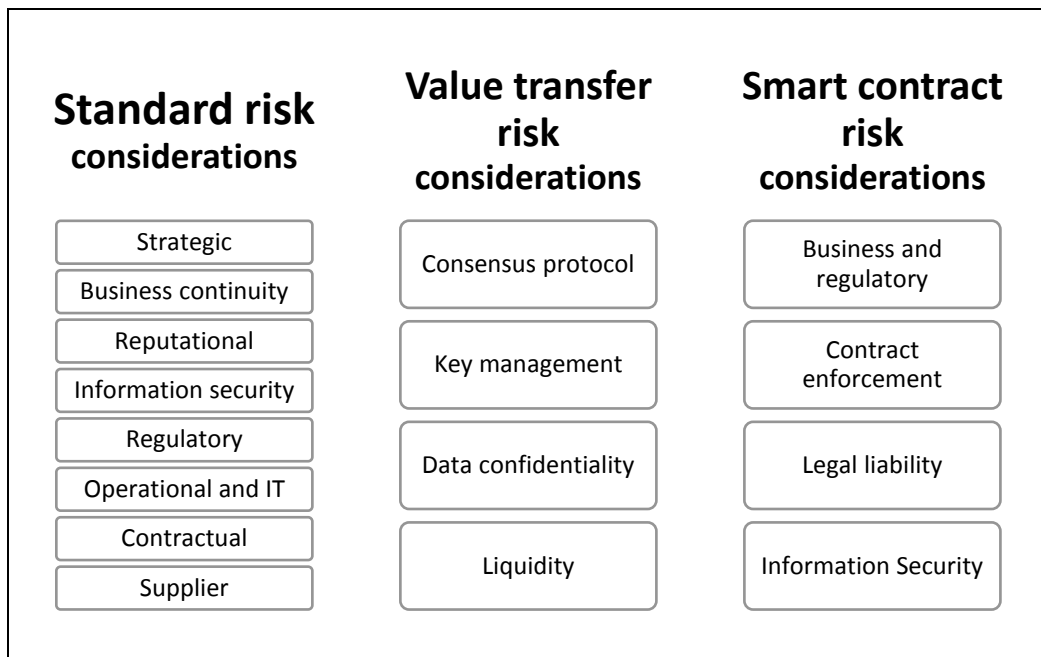 Standard risk
considerations
Strategic
Business continuity
Reputational
Information security
Regulatory
Operational and IT
Contractual
Supplier
Value transfer
risk
considerations
Consensus protocol
Key management
Data confidentiality
Liquidity
Smart contract
risk
considerations
Business and
regulatory
Contract
enforcement
Legal liability
Information Security